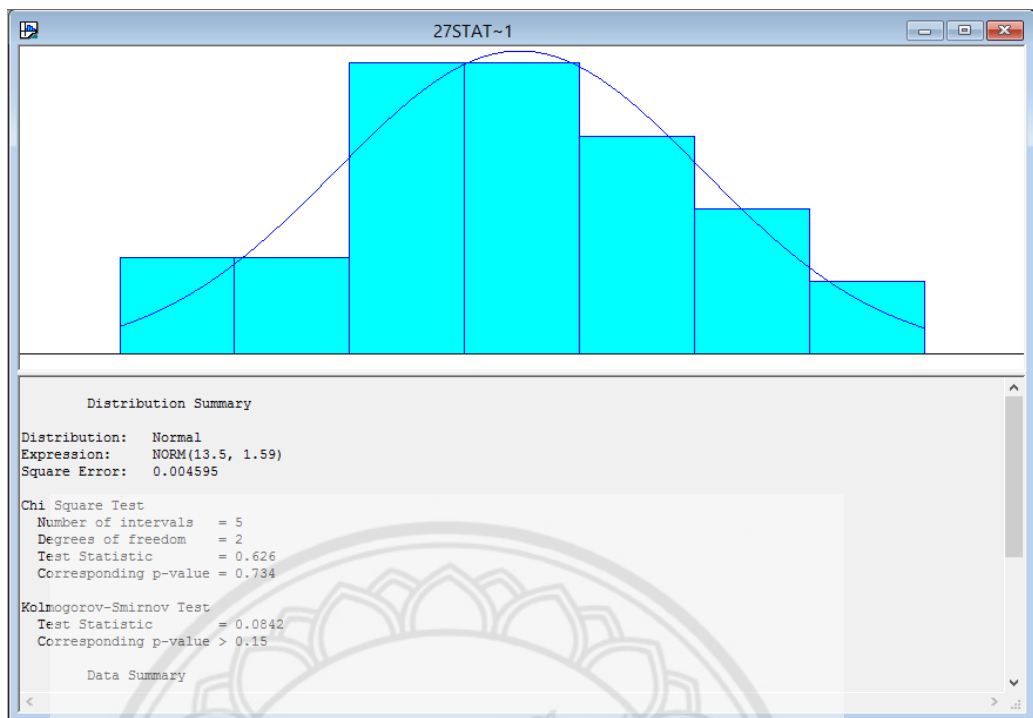 27STAT~1
Distribution Summary
Distribution: Normal
Expression: NORM(13.5, 1.59)
Square Error: 0.004595
Chi Square Test
Number of intervals = 5
Degrees of freedom = 2
Test Statistic = 0.626
Corresponding p-value = 0.734
Kolmogorov-Smirnov Test
Test Statistic = 0.0842
Corresponding p-value > 0.15
Data Summary